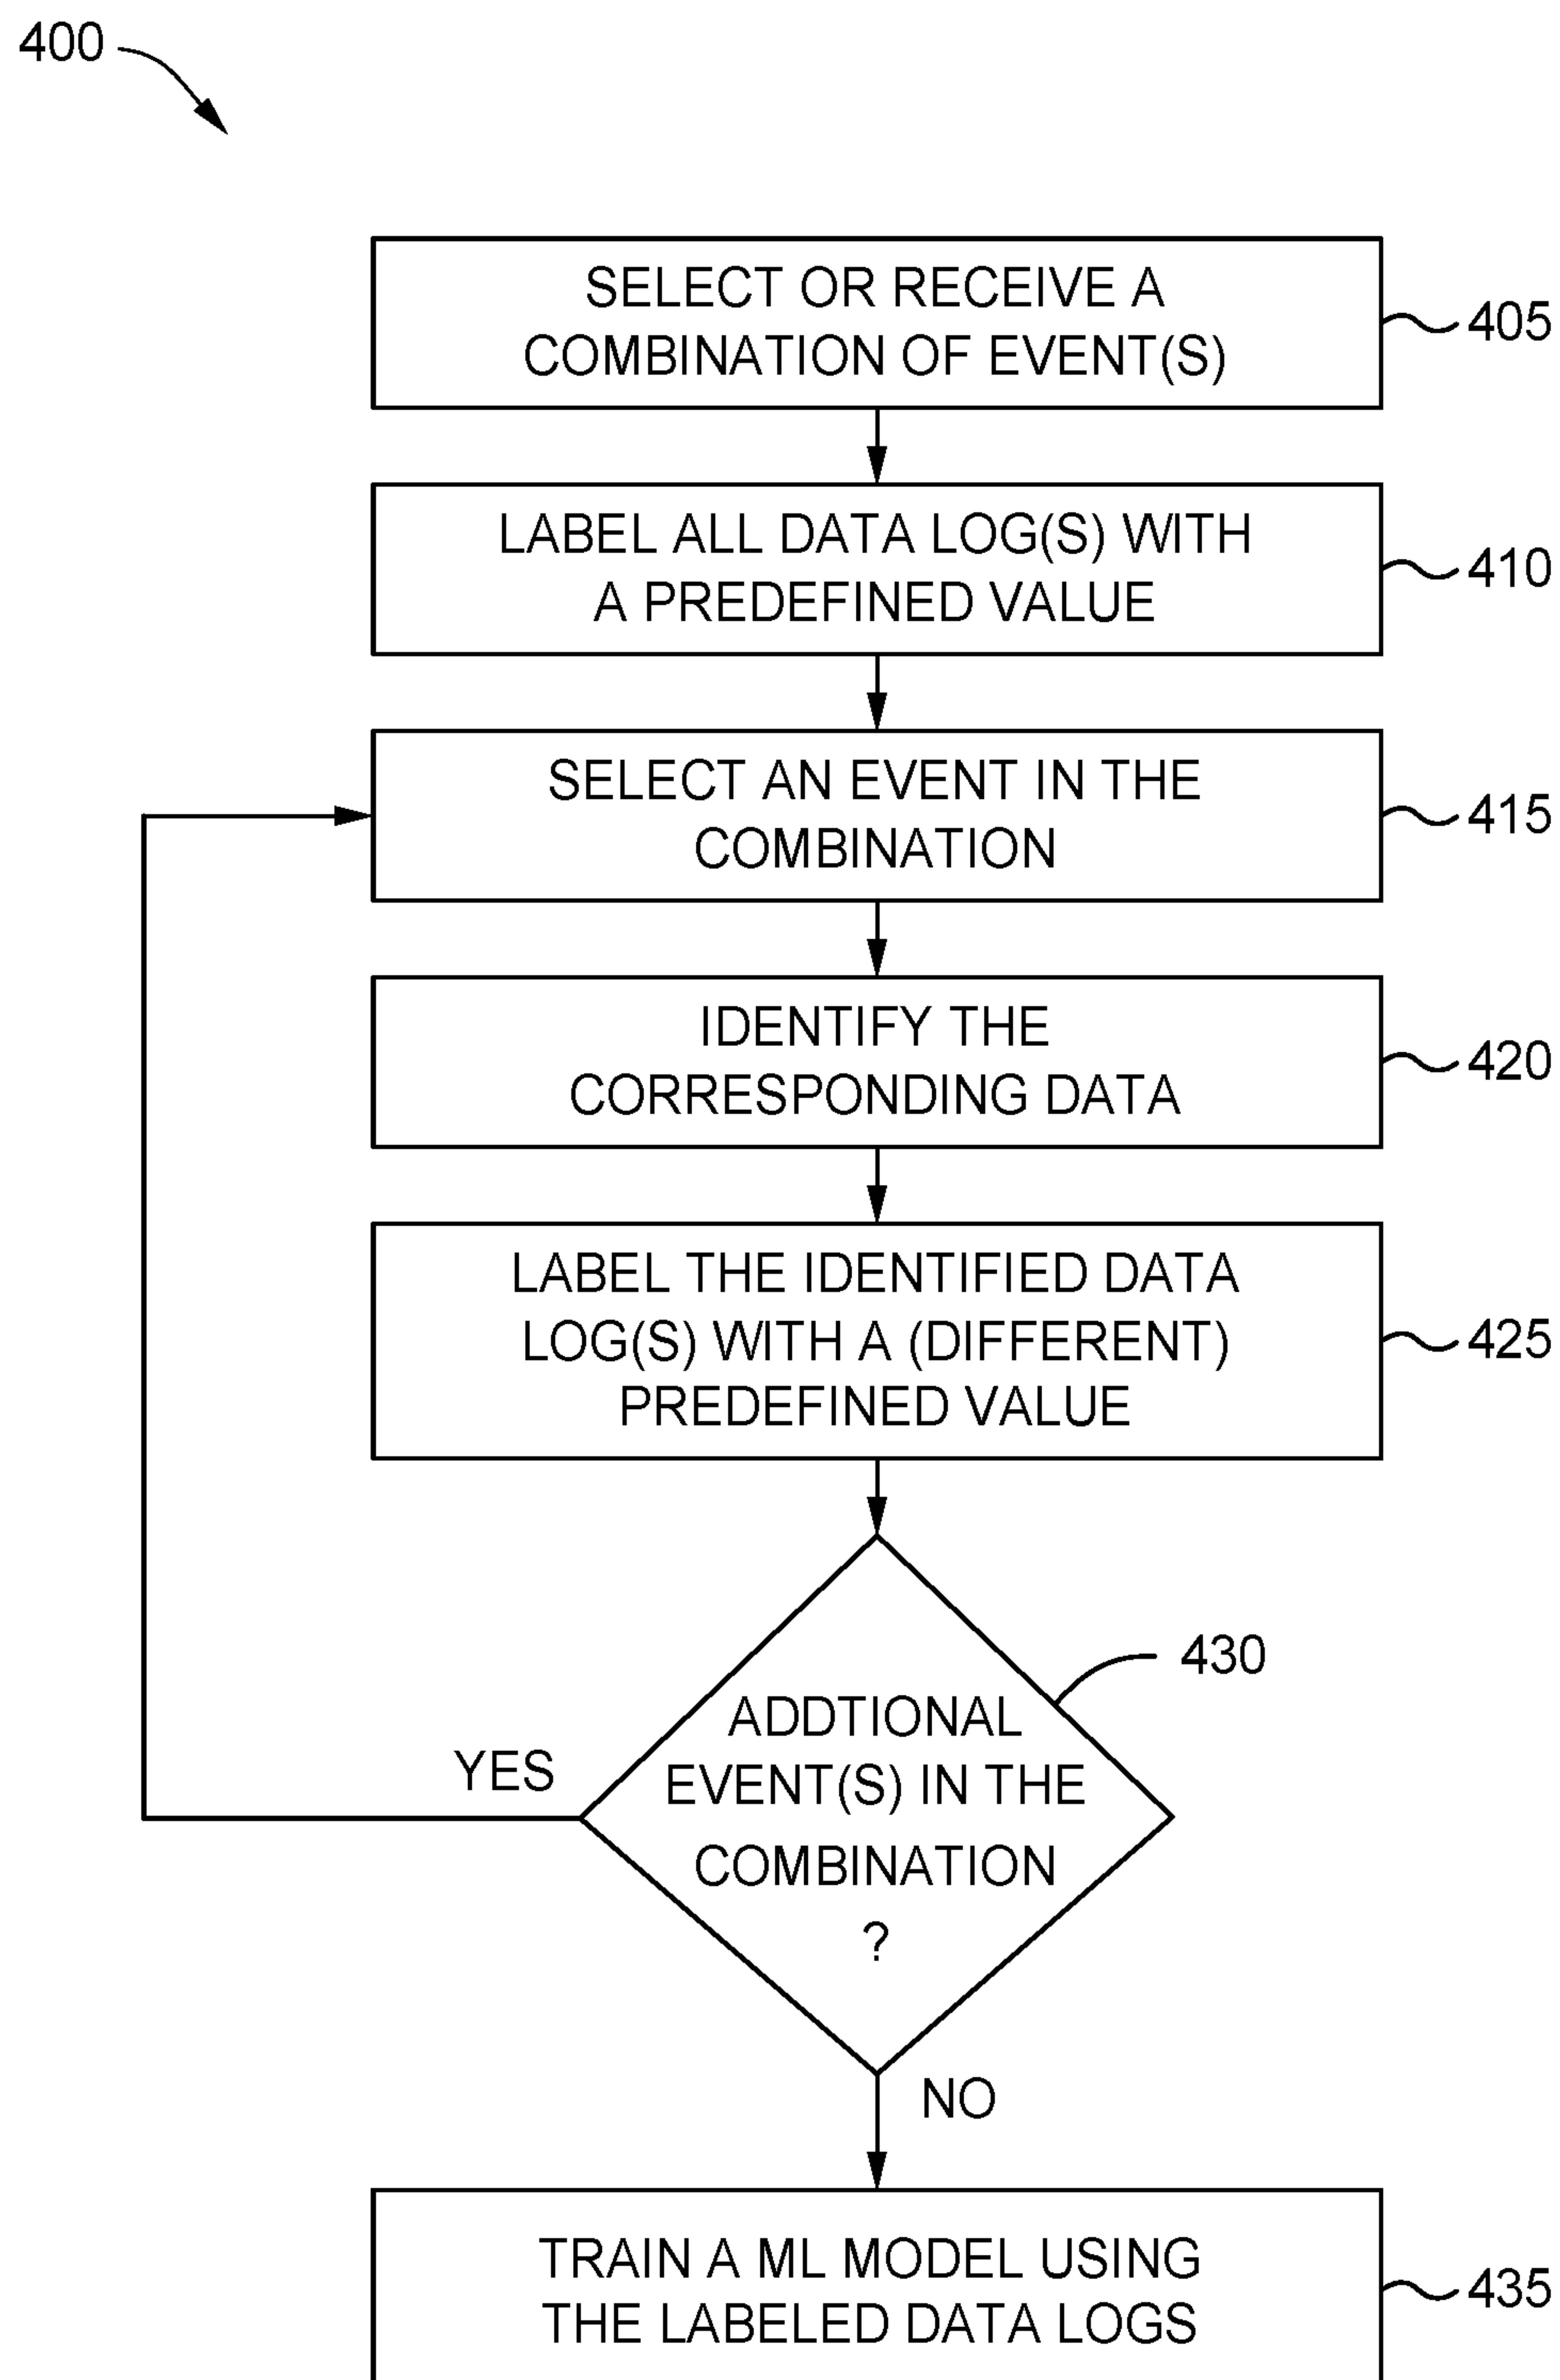 400
SELECT OR RECEIVE A
COMBINATION OF EVENT(S)
405
LABEL ALL DATA LOG(S) WITH
A PREDEFINED VALUE
410
SELECT AN EVENT IN THE
COMBINATION
415
IDENTIFY THE
CORRESPONDING DATA
420
LABEL THE IDENTIFIED DATA
LOG(S) WITH A (DIFFERENT)
PREDEFINED VALUE
425
430
ADDTIONAL
EVENT(S) IN THE
COMBINATION
?
YES
NO
TRAIN A ML MODEL USING
THE LABELED DATA LOGS
435